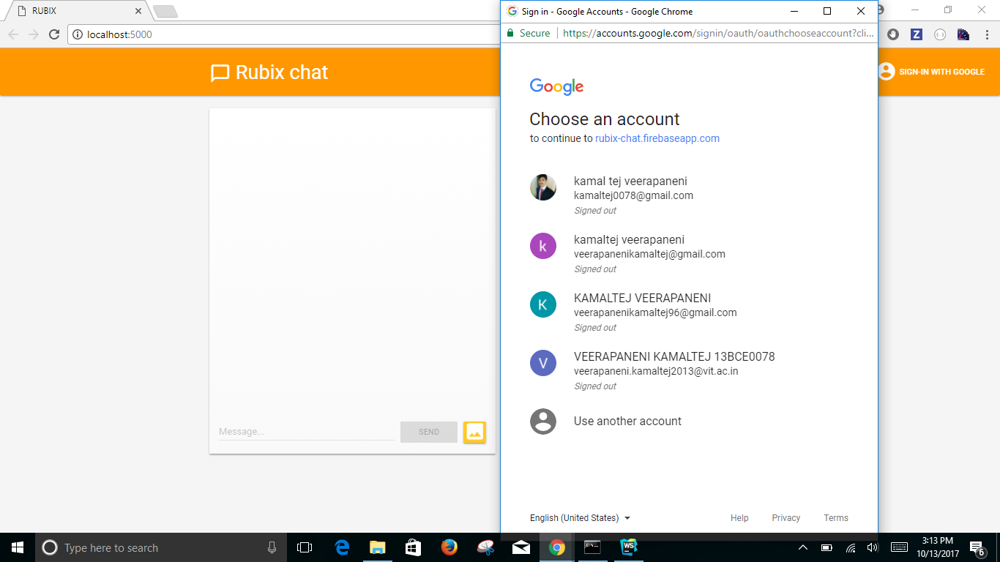 RUBIX
localhost:5000
Rubix chat
Message...
SEND
Sign in - Google Accounts - Google Chrome
Secure
https://accounts.google.com/signin/oauth/oauthchooseaccount?cli...
Google
Choose an account
to continue to rubix-chat.firebaseapp.com
kamal tej veerapaneni
kamaltej0078@gmail.com
Signed out
k
kamaltej veerapaneni
veerapanenikamaltej@gmail.com
Signed out
K
KAMALTEJ VEERAPANENI
veerapanenikamaltej96@gmail.com
Signed out
V
VEERAPANENI KAMALTEJ 13BCE0078
veerapaneni.kamaltej2013@vit.ac.in
Signed out
Use another account
English (United States)
Help
Privacy
Terms
Z
SIGN-IN WITH GOOGLE
Type here to search
WS
3:13 PM
10/13/2017
6